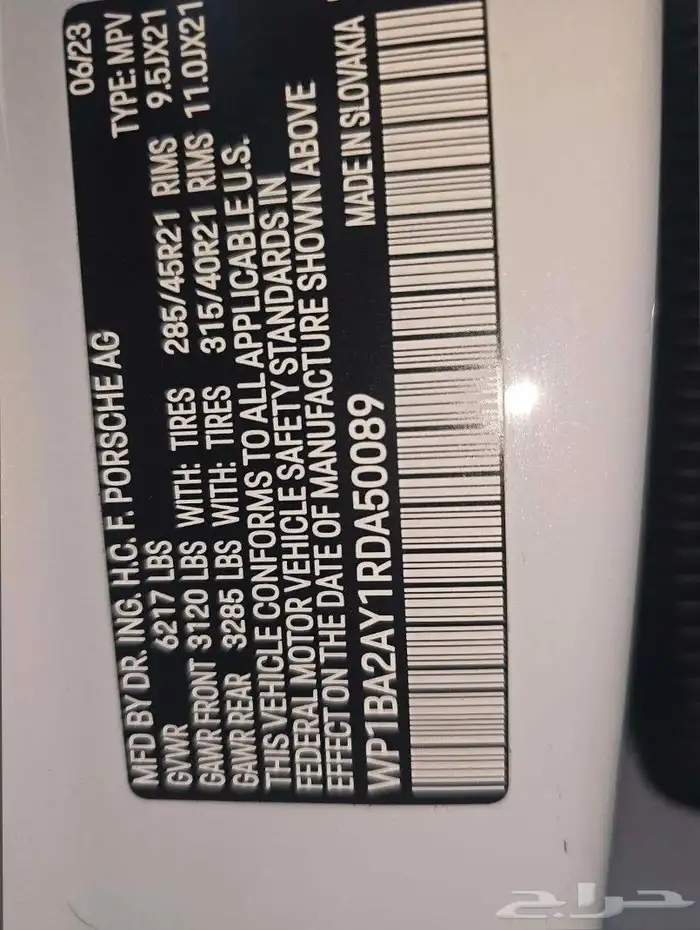 MFD BY DR. ING. H.C. F. PORSCHE AG 06/23
GVWR 6217 LBS TYPE: MPV
GAWR FRONT 3120 LBS WITH: TIRES 285/45R21 RIMS 9.5JX21
GAWR REAR 3285 LBS WITH: TIRES 315/40R21 RIMS 11.0JX21
THIS VEHICLE CONFORMS TO ALL APPLICABLE U.S.
FEDERAL MOTOR VEHICLE SAFETY STANDARDS IN
EFFECT ON THE DATE OF MANUFACTURE SHOWN ABOVE
WP1BA2AY1RDA50089 MADE IN SLOVAKIA
حراج